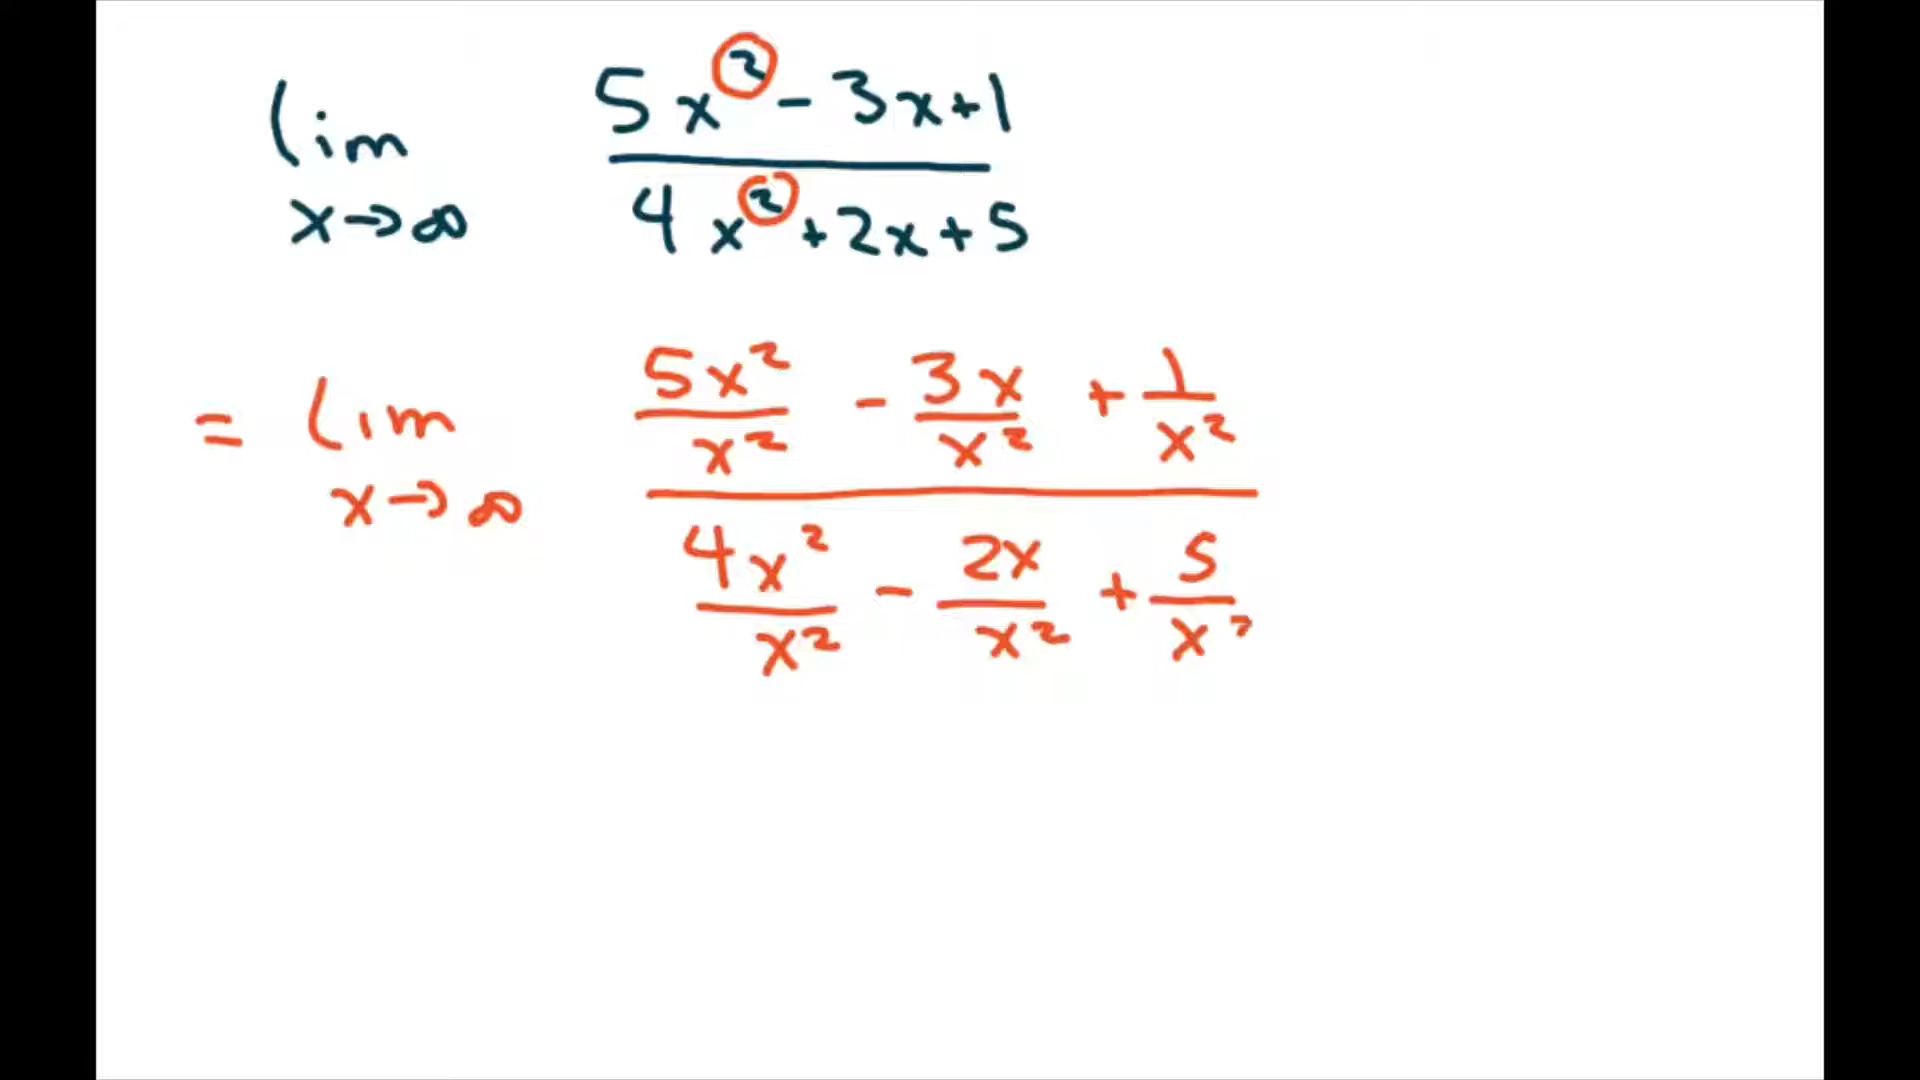 lim x→∞ (5x² - 3x + 1)/(4x² + 2x + 5)
= lim x→∞ (5x²/x² - 3x/x² + 1/x²)/(4x²/x² - 2x/x² + 5/x²)